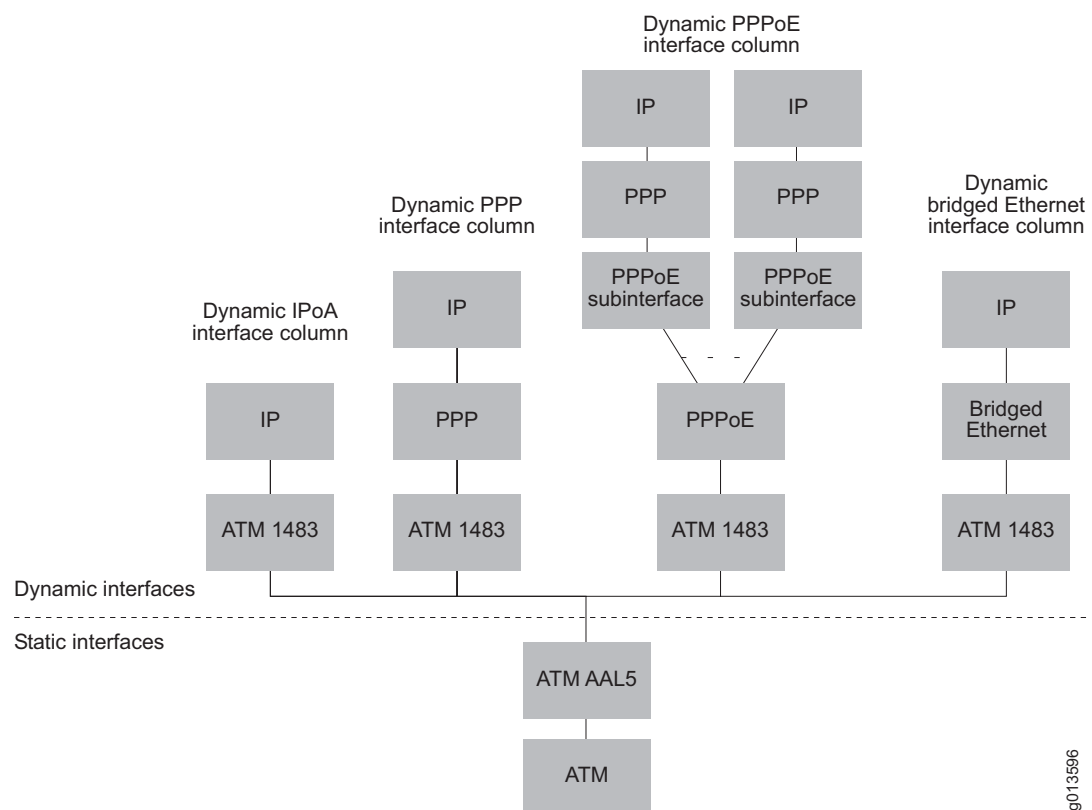 Dynamic PPPoE
interface column
IP
IP
PPP
PPP
PPPoE
subinterface
PPPoE
subinterface
Dynamic
bridged Ethernet
interface column
Dynamic PPP
interface column
Dynamic IPoA
interface column
IP
IP
IP
PPP
PPPoE
Bridged
Ethernet
ATM 1483
ATM 1483
ATM 1483
ATM 1483
Dynamic interfaces
Static interfaces
ATM AAL5
ATM
g013596